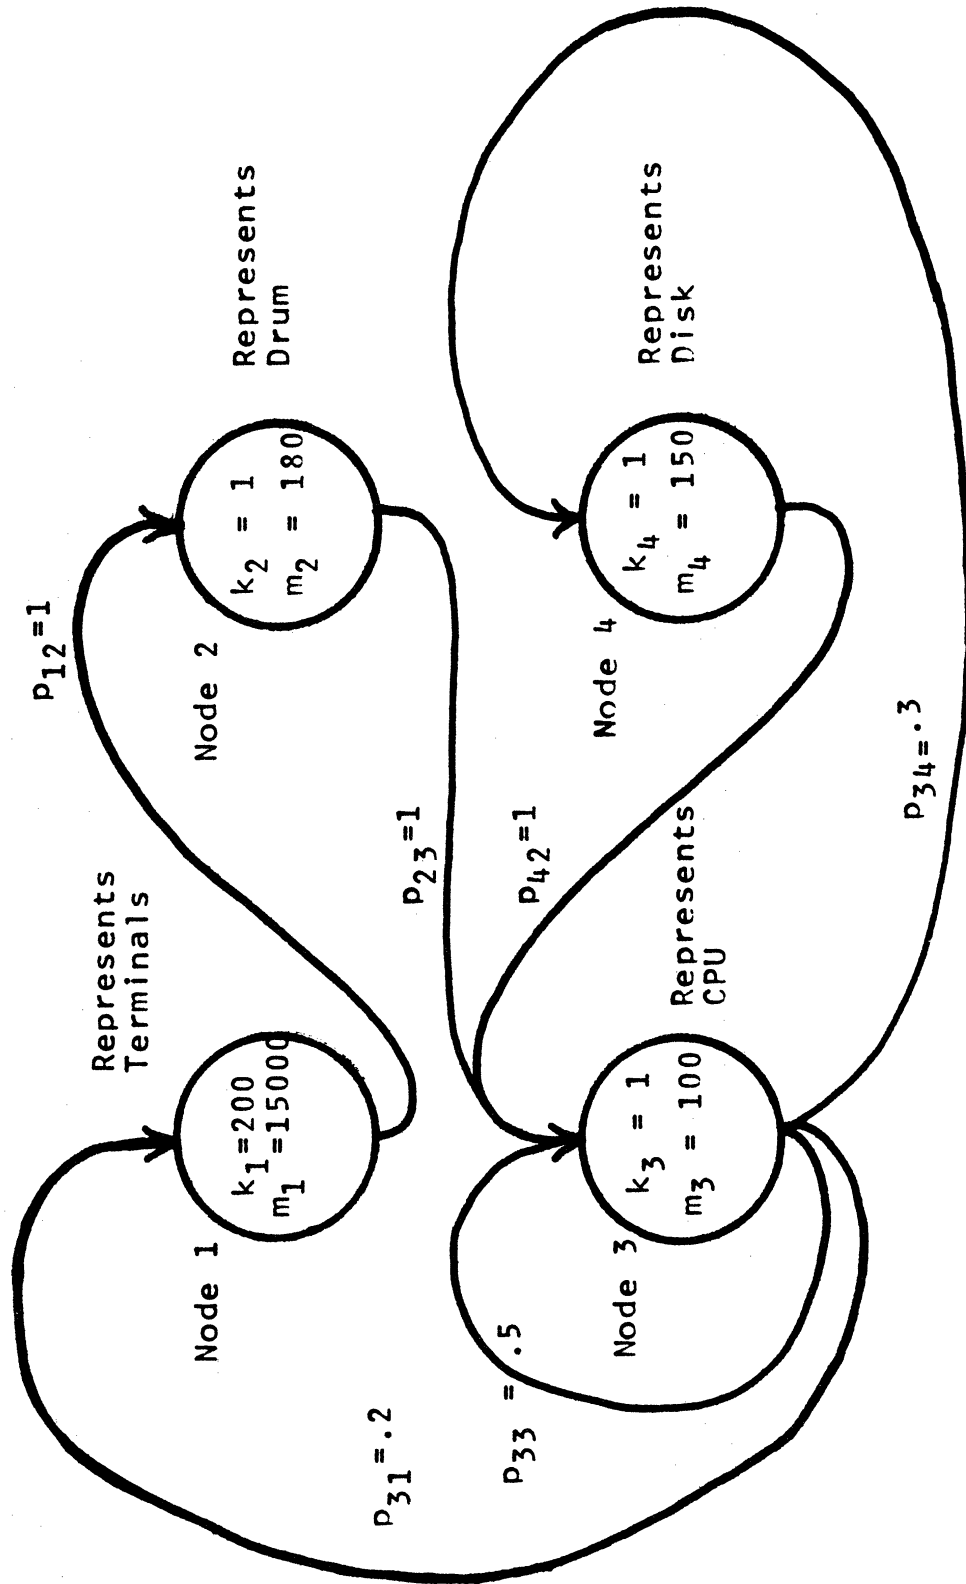 p12=1
Represents
Terminals
Node 1
k1=200
m1=15000
Node 2
k2 = 1
m2 = 180
Represents
Drum
p31=.2
p23=1
p33 = .5
p42=1
Node 3
k3 = 1
m3 = 100
Represents
CPU
Node 4
k4 = 1
m4 = 150
Represents
Disk
p34=.3